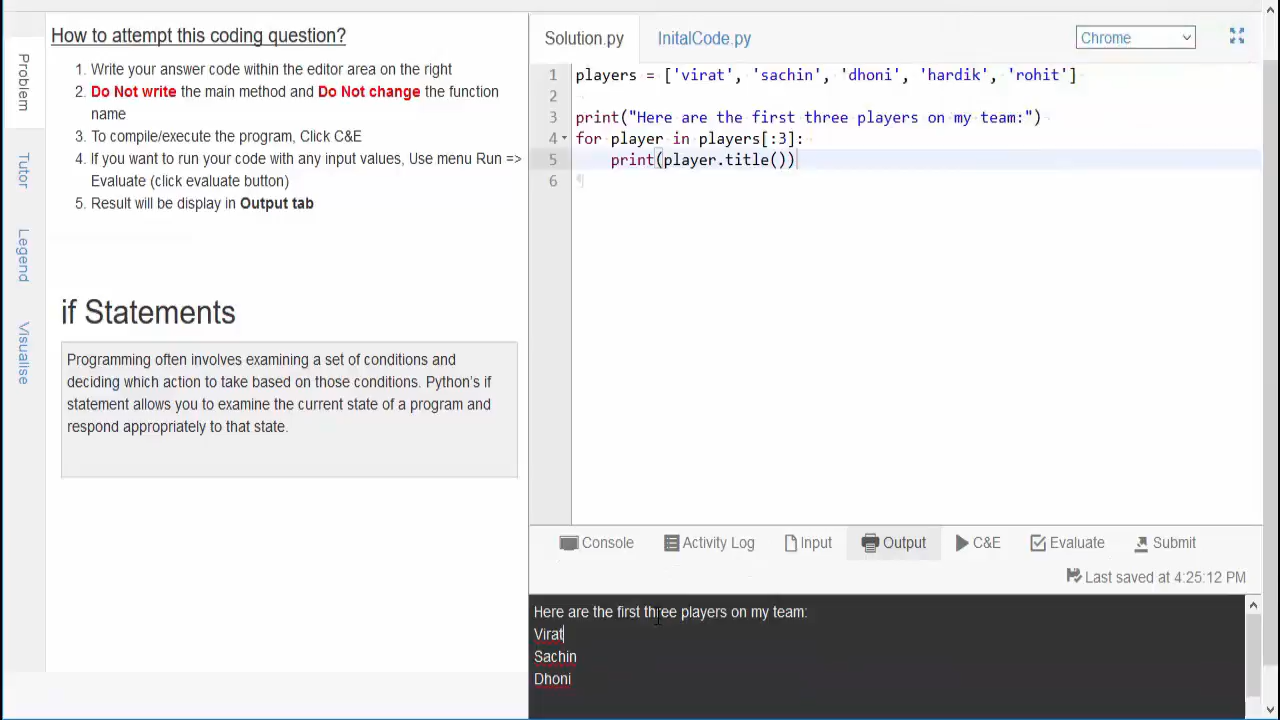 Problem
Tutor
Legend
Visualise
How to attempt this coding question?
1. Write your answer code within the editor area on the right
2. Do Not write the main method and Do Not change the function
name
3. To compile/execute the program, Click C&E
4. If you want to run your code with any input values, Use menu Run =>
Evaluate (click evaluate button)
5. Result will be display in Output tab
if Statements
Programming often involves examining a set of conditions and
deciding which action to take based on those conditions. Python's if
statement allows you to examine the current state of a program and
respond appropriately to that state.
Solution.py InitalCode.py Chrome
1 players = ['virat', 'sachin', 'dhoni', 'hardik', 'rohit']
2
3 print("Here are the first three players on my team:")
4 for player in players[:3]:
5     print(player.title())
6 ¶
Console Activity Log Input Output C&E Evaluate Submit
Last saved at 4:25:12 PM
Here are the first three players on my team:
Virat
Sachin
Dhoni